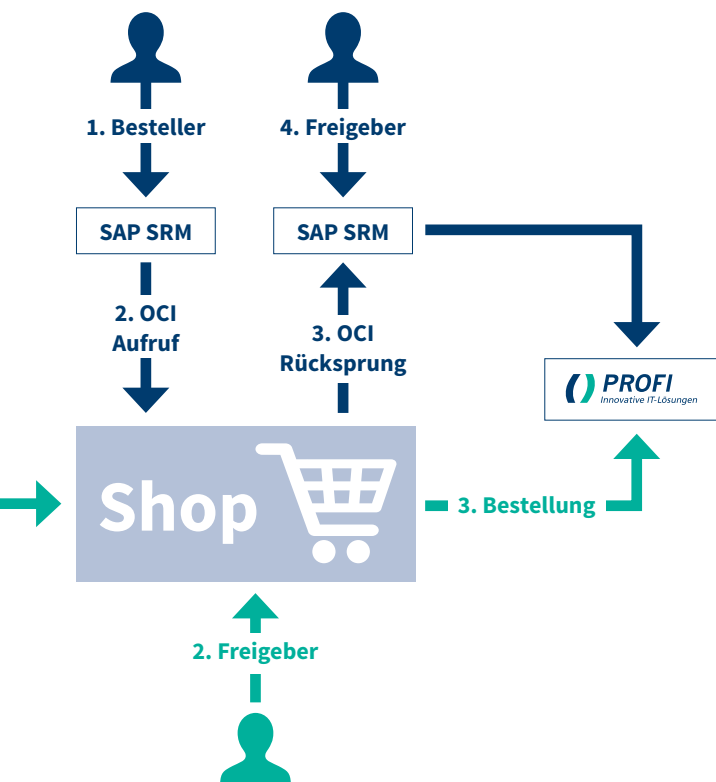 1. Besteller
4. Freigeber
SAP SRM
SAP SRM
2. OCI
Aufruf
3. OCI
Rücksprung
PROFI
Innovative IT-Lösungen
Shop
3. Bestellung
2. Freigeber